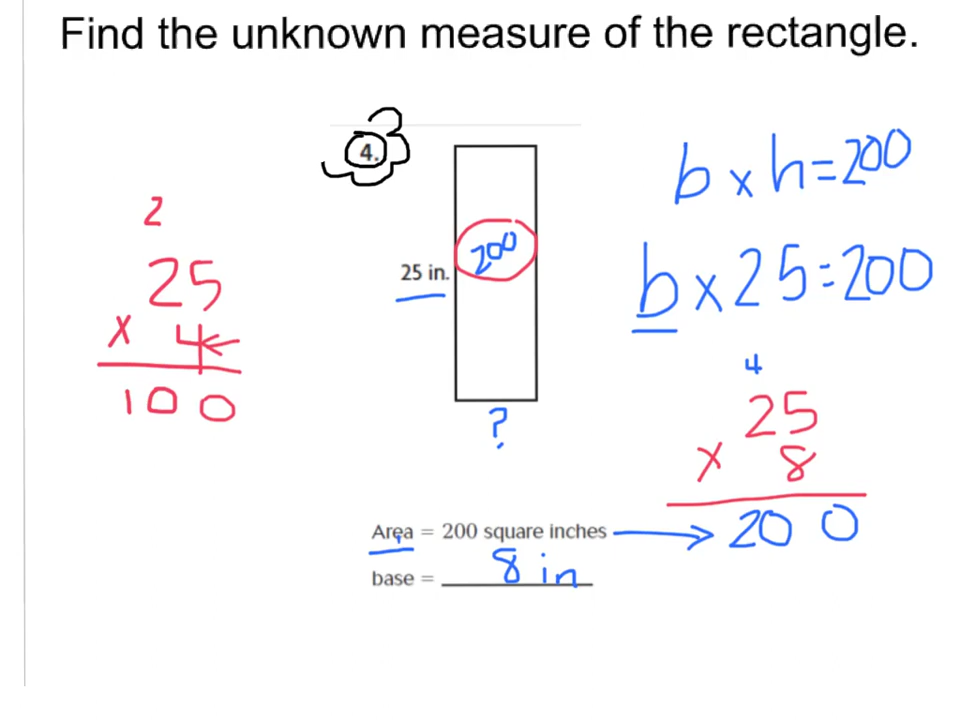 Find the unknown measure of the rectangle.
4.
200
25 in.
?
Area = 200 square inches
base = 8 in
2
25
x 4
100
b x h = 200
b x 25 = 200
4
25
x 8
200